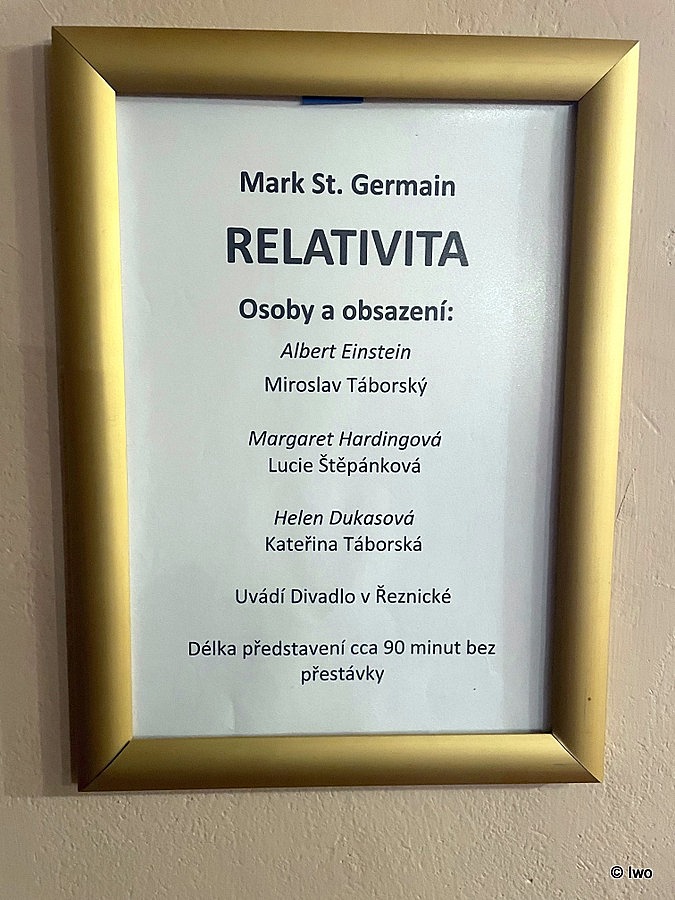 Mark St. Germain
RELATIVITA
Osoby a obsazení:
Albert Einstein
Miroslav Táborský
Margaret Hardingová
Lucie Štěpánková
Helen Dukasová
Kateřina Táborská
Uvádí Divadlo v Řeznické
Délka představení cca 90 minut bez
přestávky
© Iwo